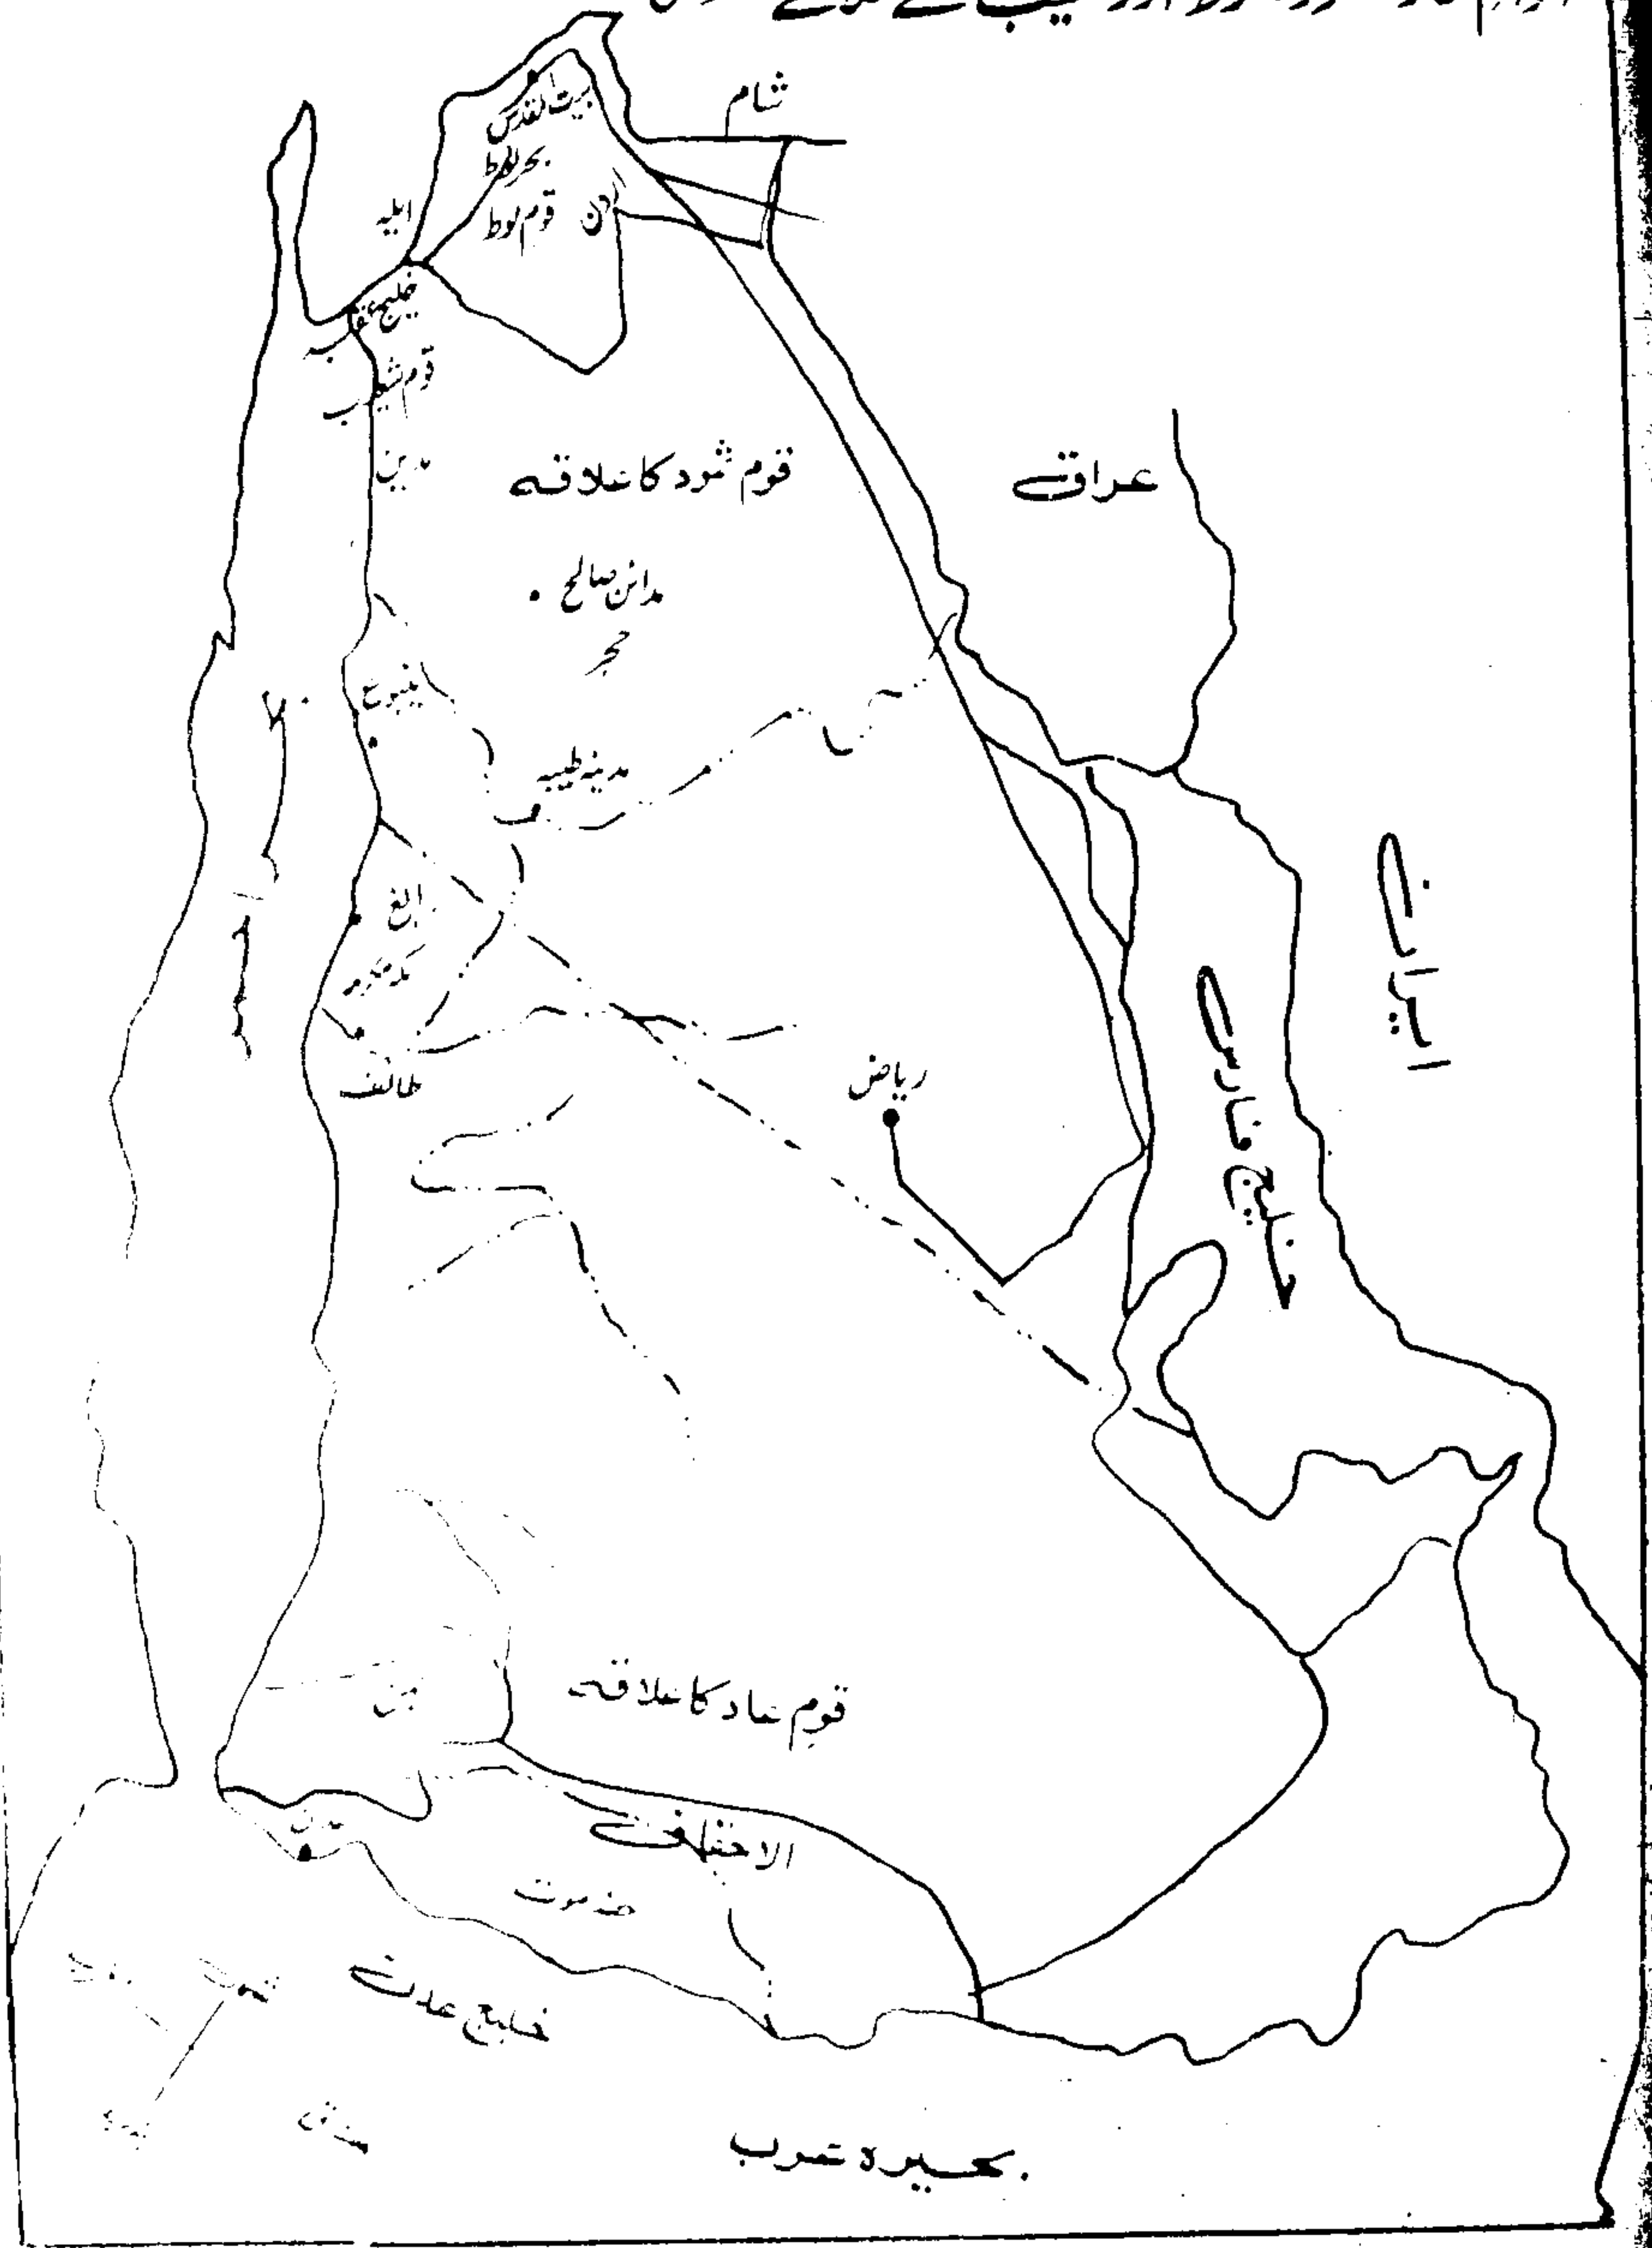 شام
بیت المقدس
بحر لوط
اردن قوم لوط
ایلہ
خلیج عقبہ
قوم شعیب
مدین
قوم ثمود کا علاقہ
عراق
مدائن صالح
حجر
ینبوع
مدینہ طیبہ
ایران
رابغ
مکہ مکرمہ
طائف
ریاض
خلیج فارس
یمن
قوم عاد کا علاقہ
عدن
الاحقاف
حضرموت
خلیج عدن
بحیرہ عرب